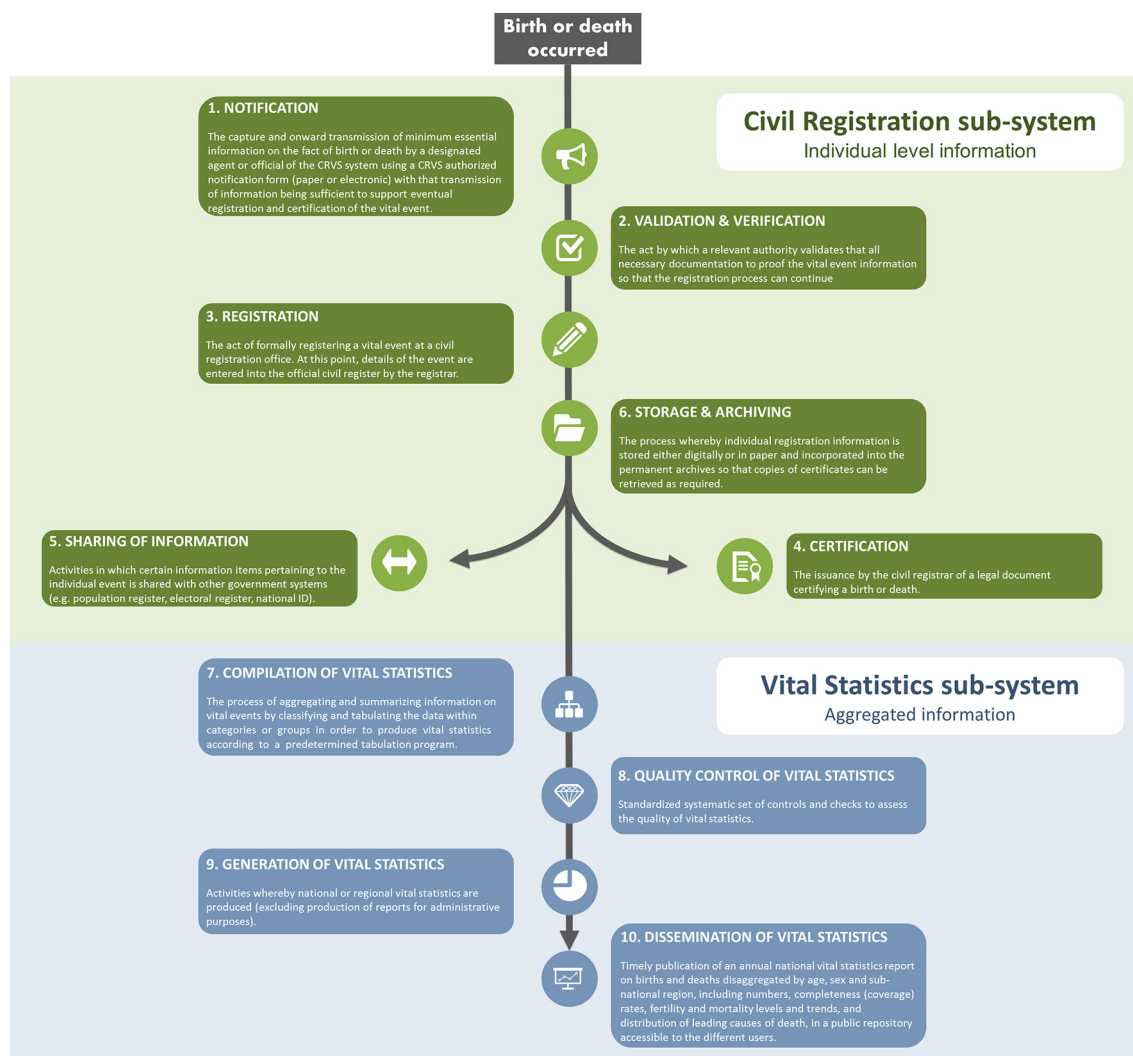 Birth or death
occurred
Civil Registration sub-system
Individual level information
1. NOTIFICATION
The capture and onward transmission of minimum essential
information on the fact of birth or death by a designated
agent or official of the CRVS system using a CRVS authorized
notification form (paper or electronic) with that transmission
of information being sufficient to support eventual
registration and certification of the vital event.
2. VALIDATION & VERIFICATION
The act by which a relevant authority validates that all
necessary documentation to proof the vital event information
so that the registration process can continue
3. REGISTRATION
The act of formally registering a vital event at a civil
registration office. At this point, details of the event are
entered into the official civil register by the registrar.
6. STORAGE & ARCHIVING
The process whereby individual registration information is
stored either digitally or in paper and incorporated into the
permanent archives so that copies of certificates can be
retrieved as required.
5. SHARING OF INFORMATION
Activities in which certain information items pertaining to the
individual event is shared with other government systems
(e.g. population register, electoral register, national ID).
4. CERTIFICATION
The issuance by the civil registrar of a legal document
certifying a birth or death.
Vital Statistics sub-system
Aggregated information
7. COMPILATION OF VITAL STATISTICS
The process of aggregating and summarizing information on
vital events by classifying and tabulating the data within
categories or groups in order to produce vital statistics
according to a predetermined tabulation program.
8. QUALITY CONTROL OF VITAL STATISTICS
Standardized systematic set of controls and checks to assess
the quality of vital statistics.
9. GENERATION OF VITAL STATISTICS
Activities whereby national or regional vital statistics are
produced (excluding production of reports for administrative
purposes).
10. DISSEMINATION OF VITAL STATISTICS
Timely publication of an annual national vital statistics report
on births and deaths disaggregated by age, sex and sub-
national region, including numbers, completeness (coverage)
rates, fertility and mortality levels and trends, and
distribution of leading causes of death, in a public repository
accessible to the different users.